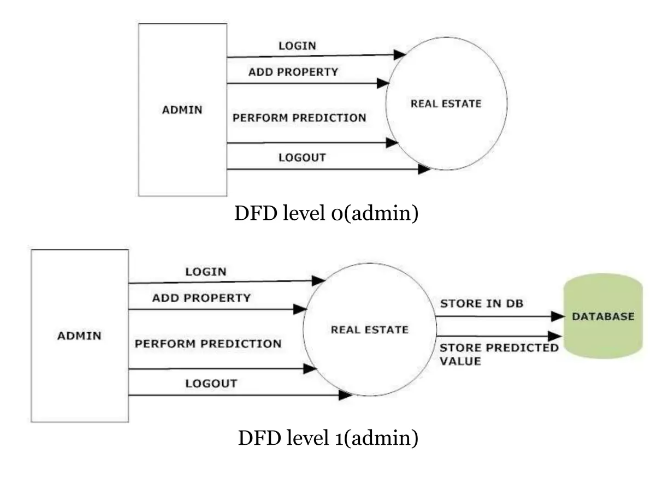 LOGIN
ADD PROPERTY
ADMIN
REAL ESTATE
PERFORM PREDICTION
LOGOUT
DFD level 0(admin)
LOGIN
ADD PROPERTY
ADMIN
PERFORM PREDICTION
LOGOUT
REAL ESTATE
STORE IN DB
STORE PREDICTED
VALUE
DATABASE
DFD level 1(admin)